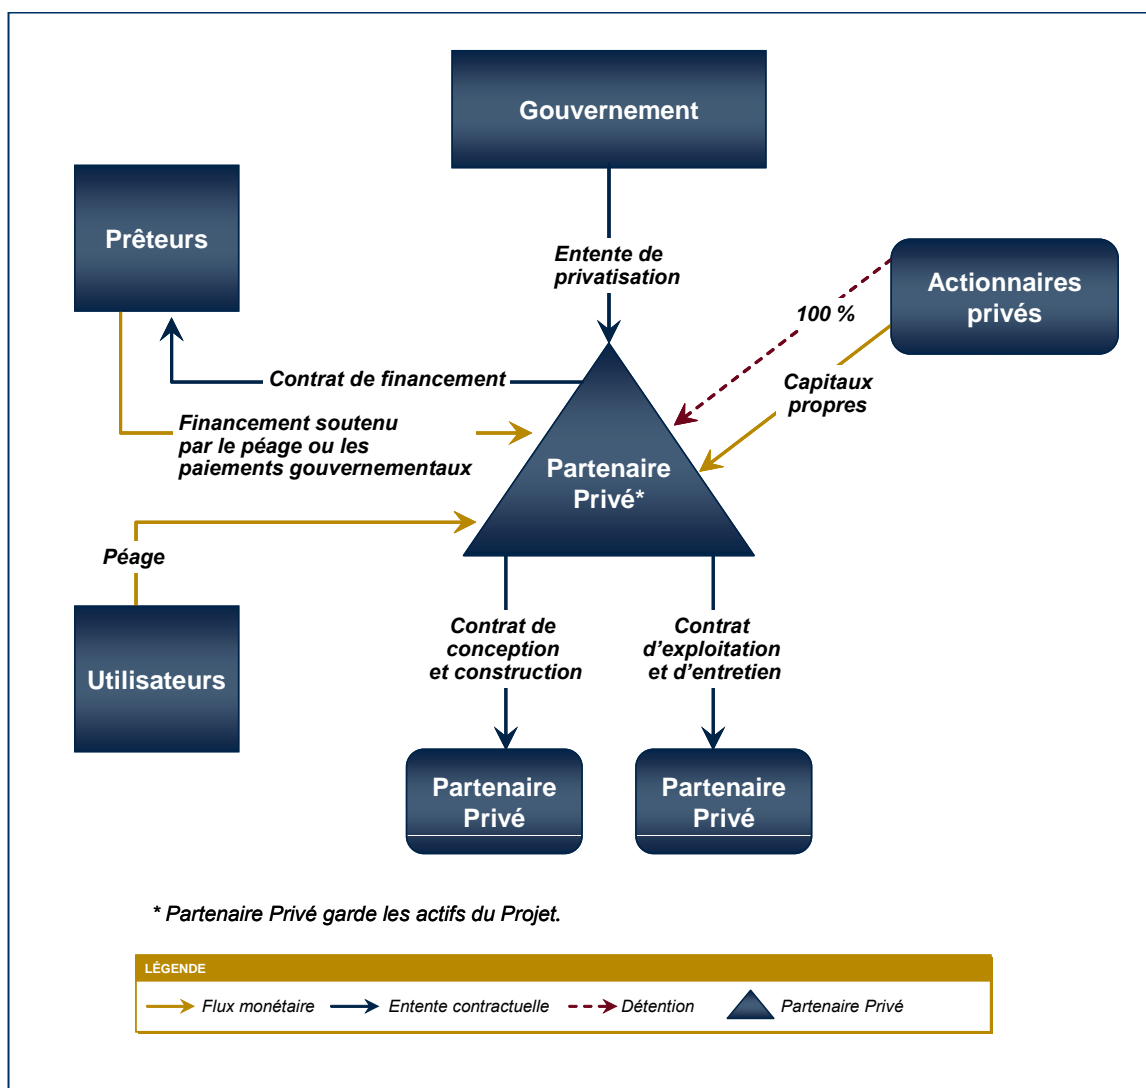 Gouvernement
Prêteurs
Entente de
privatisation
Actionnaires
privés
100 %
Contrat de financement
Capitaux
propres
Financement soutenu
par le péage ou les
paiements gouvernementaux
Partenaire
Privé*
Péage
Utilisateurs
Contrat de
conception
et construction
Contrat
d'exploitation
et d'entretien
Partenaire
Privé
Partenaire
Privé
* Partenaire Privé garde les actifs du Projet.
LÉGENDE
Flux monétaire
Entente contractuelle
Détention
Partenaire Privé